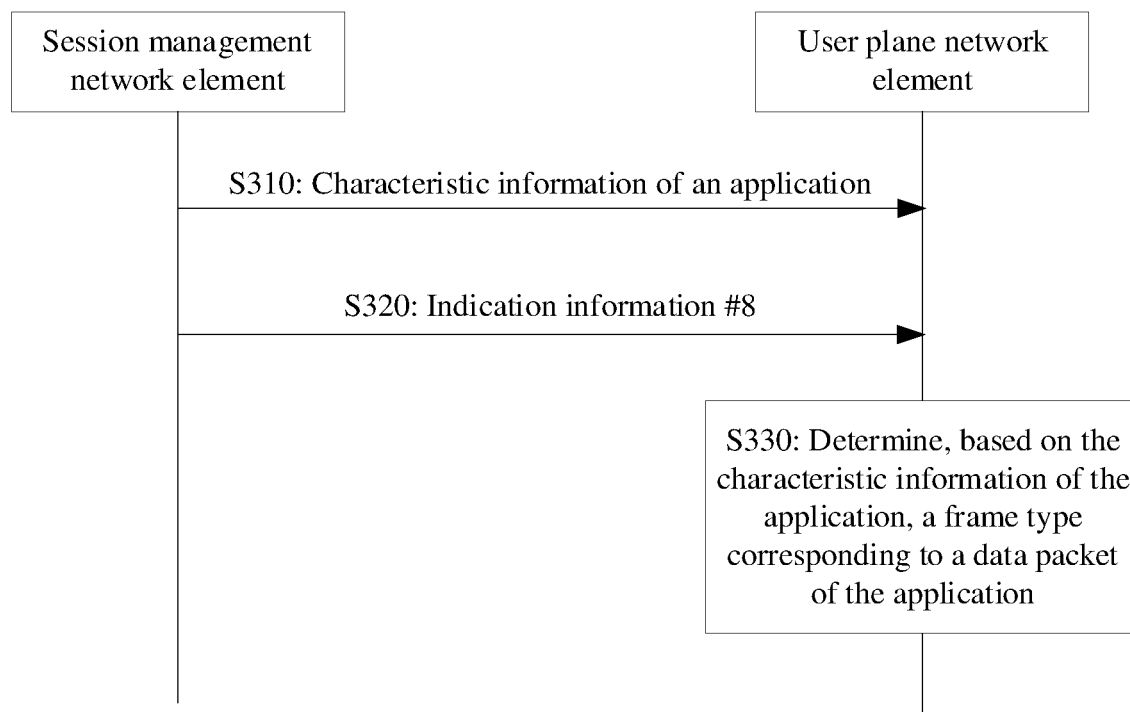 Session management
network element
User plane network
element
S310: Characteristic information of an application
S320: Indication information #8
S330: Determine, based on the
characteristic information of the
application, a frame type
corresponding to a data packet
of the application